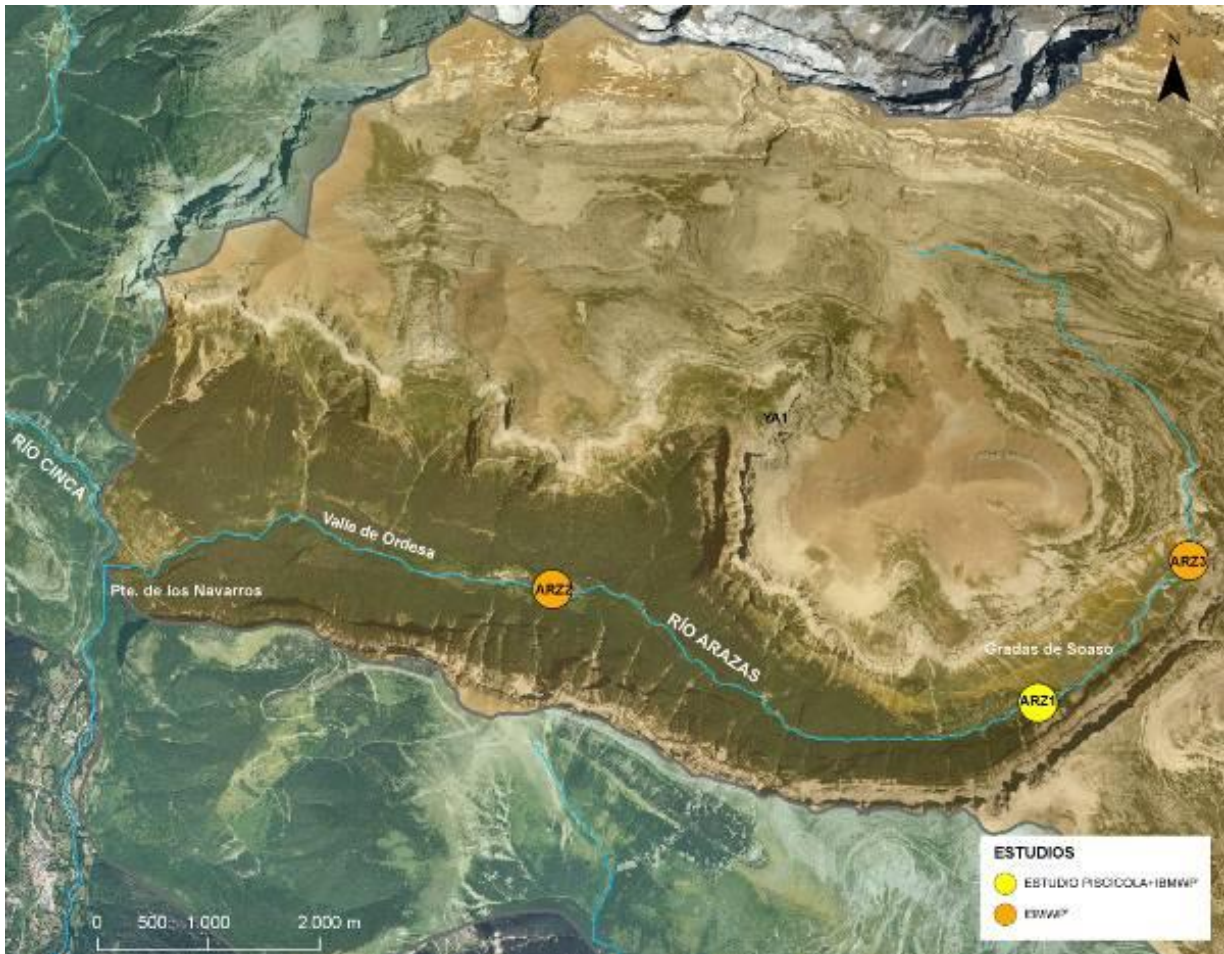 N
YA1
RÍO CINCA
Valle de Ordesa
ARZ3
Pte. de los Navarros
ARZ2
RÍO ARAZAS
Gradas de Soaso
ARZ1
ESTUDIOS
ESTUDIO PISCICOLA+IBMWP
IBMWP
0 500 1.000 2.000 m